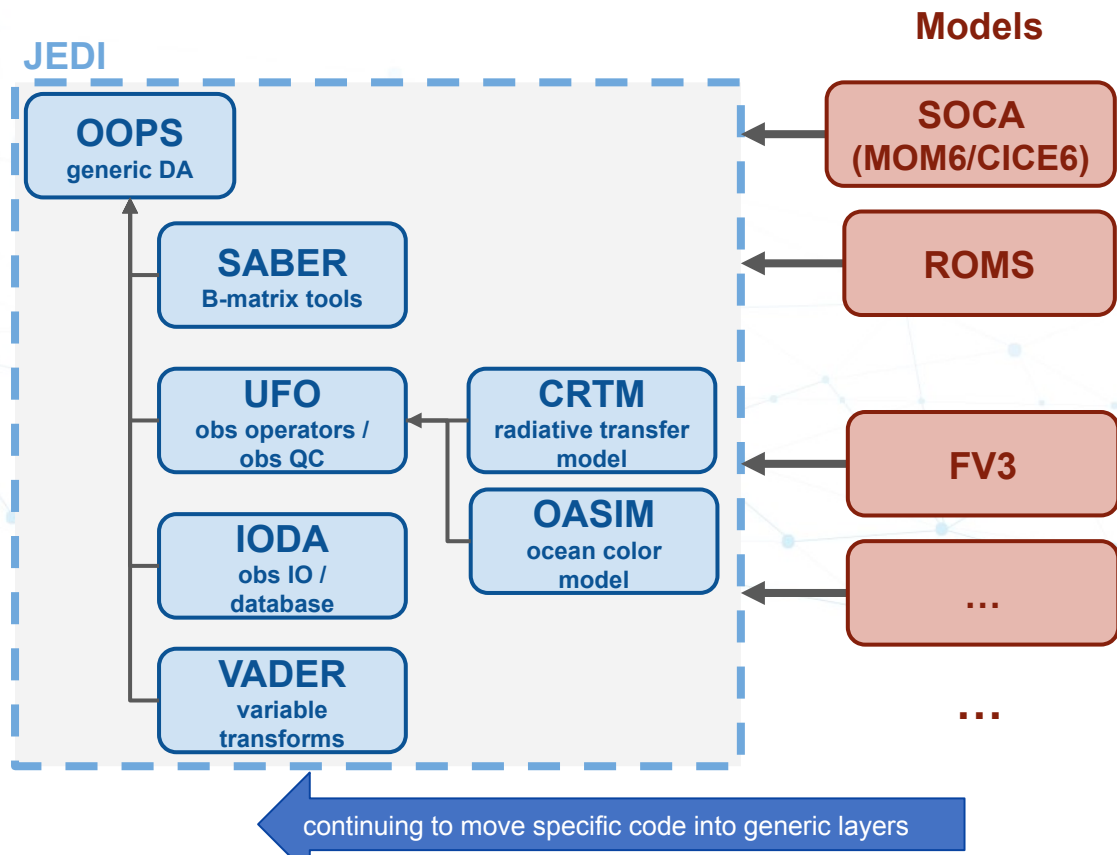 Models
JEDI
OOPS
generic DA
SABER
B-matrix tools
UFO
obs operators /
obs QC
IODA
obs IO /
database
VADER
variable
transforms
CRTM
radiative transfer
model
OASIM
ocean color
model
SOCA
(MOM6/CICE6)
ROMS
FV3
...
...
continuing to move specific code into generic layers